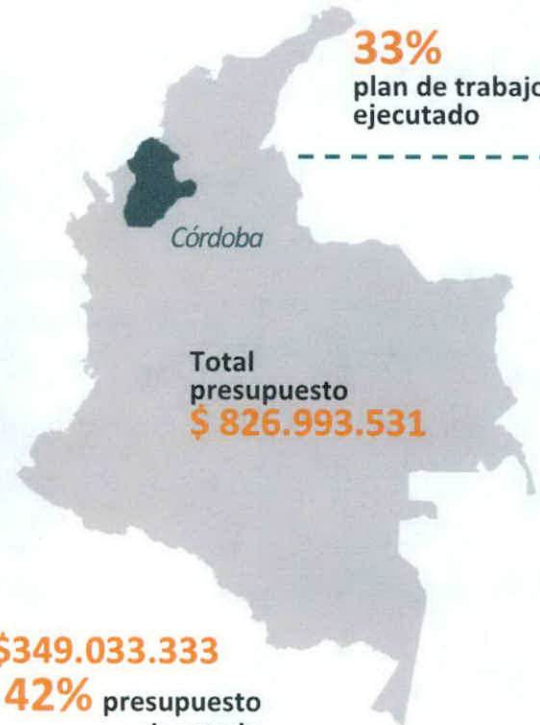 33%
plan de trabajo
ejecutado
Córdoba
Total
presupuesto
$ 826.993.531
$349.033.333
42% presupuesto